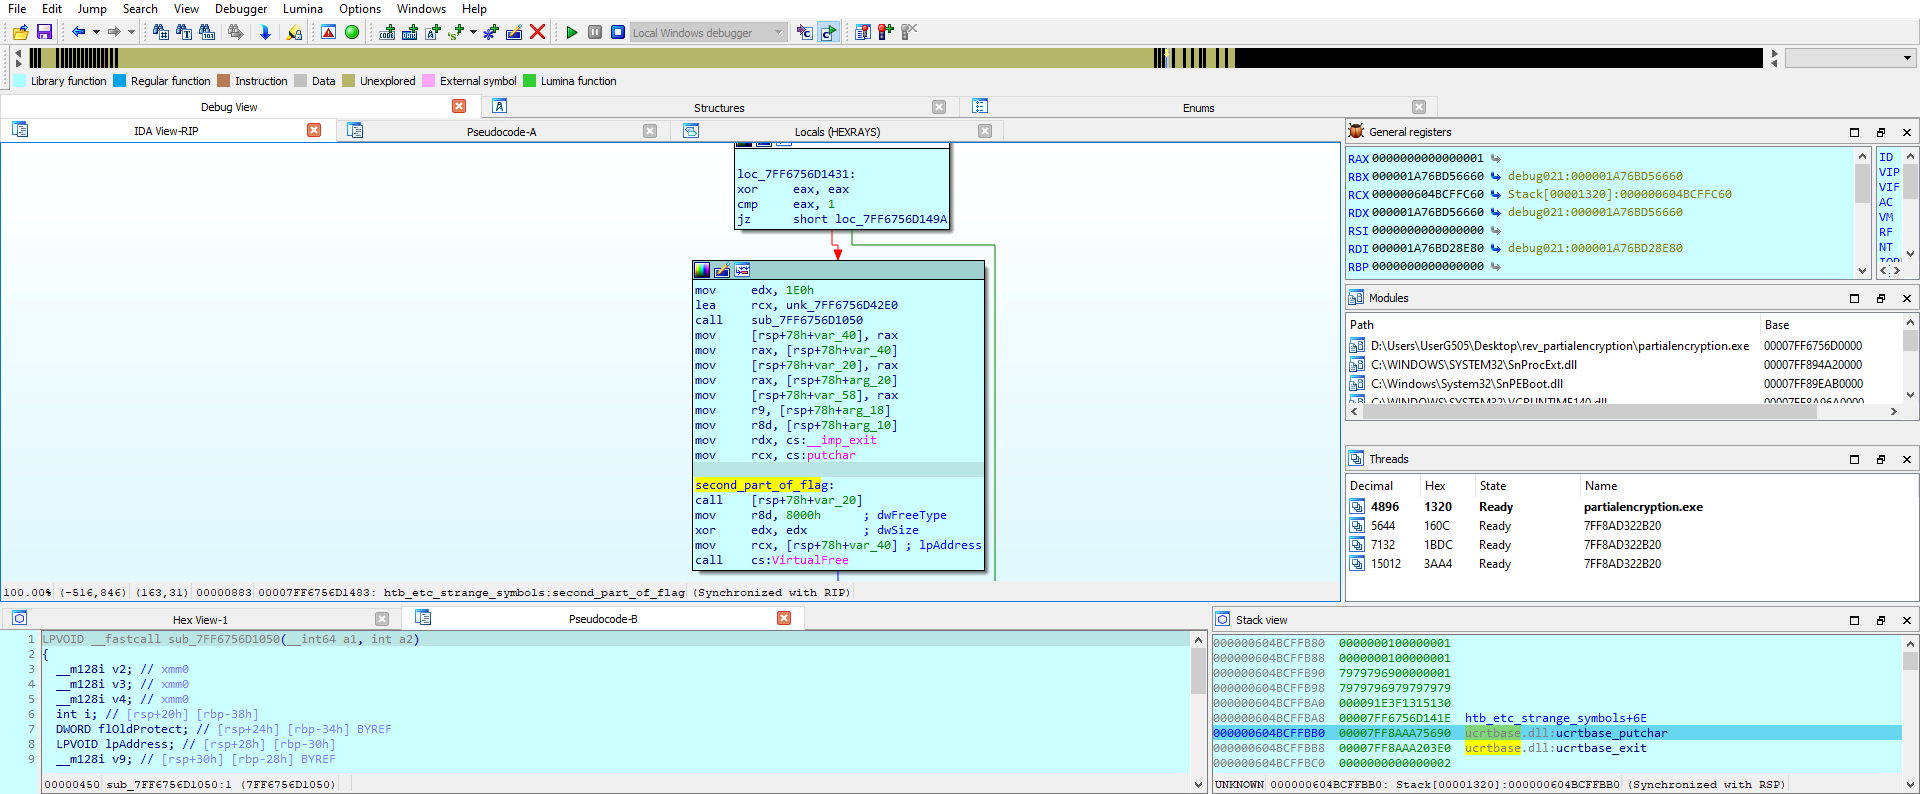 File Edit Jump Search View Debugger Lumina Options Windows Help
Local Windows debugger
Library function Regular function Instruction Data Unexplored External symbol Lumina function
Debug View Structures Enums
IDA View-RIP Pseudocode-A Locals (HEXRAYS)
loc_7FF6756D1431:
xor eax, eax
cmp eax, 1
jz short loc_7FF6756D149A
mov edx, 1E0h
lea rcx, unk_7FF6756D42E0
call sub_7FF6756D1050
mov [rsp+78h+var_40], rax
mov rax, [rsp+78h+var_40]
mov [rsp+78h+var_20], rax
mov rax, [rsp+78h+arg_20]
mov [rsp+78h+var_58], rax
mov r9, [rsp+78h+arg_18]
mov r8d, [rsp+78h+arg_10]
mov rdx, cs:__imp_exit
mov rcx, cs:putchar
second_part_of_flag:
call [rsp+78h+var_20]
mov r8d, 8000h ; dwFreeType
xor edx, edx ; dwSize
mov rcx, [rsp+78h+var_40] ; lpAddress
call cs:VirtualFree
100.00% (-516,846) (163,31) 00000883 00007FF6756D1483: htb_etc_strange_symbols:second_part_of_flag (Synchronized with RIP)
General registers
RAX 0000000000000001
RBX 000001A76BD56660 debug021:000001A76BD56660
RCX 000000604BCFFC60 Stack[00001320]:000000604BCFFC60
RDX 000001A76BD56660 debug021:000001A76BD56660
RSI 0000000000000000
RDI 000001A76BD28E80 debug021:000001A76BD28E80
RBP 0000000000000000
ID
VIP
VIF
AC
VM
RF
NT
Modules
Path Base
D:\Users\UserG505\Desktop\rev_partialencryption\partialencryption.exe 00007FF6756D0000
C:\WINDOWS\SYSTEM32\SnProcExt.dll 00007FF894A20000
C:\Windows\System32\SnPEBoot.dll 00007FF89EAB0000
C:\WINDOWS\SYSTEM32\VCRUNTIME140.dll 00007FF8A96A0000
Threads
Decimal Hex State Name
4896 1320 Ready partialencryption.exe
5644 160C Ready 7FF8AD322B20
7132 1BDC Ready 7FF8AD322B20
15012 3AA4 Ready 7FF8AD322B20
Hex View-1 Pseudocode-B
1 LPVOID __fastcall sub_7FF6756D1050(__int64 a1, int a2)
2 {
3 __m128i v2; // xmm0
4 __m128i v3; // xmm0
5 __m128i v4; // xmm0
6 int i; // [rsp+20h] [rbp-38h]
7 DWORD flOldProtect; // [rsp+24h] [rbp-34h] BYREF
8 LPVOID lpAddress; // [rsp+28h] [rbp-30h]
9 __m128i v9; // [rsp+30h] [rbp-28h] BYREF
00000450 sub_7FF6756D1050:1 (7FF6756D1050)
Stack view
000000604BCFFB80 0000000100000001
000000604BCFFB88 0000000100000001
000000604BCFFB90 7979796900000001
000000604BCFFB98 7979796979797979
000000604BCFFBA0 000091E3F1315130
000000604BCFFBA8 00007FF6756D141E htb_etc_strange_symbols+6E
000000604BCFFBB0 00007FF8AAA75690 ucrtbase.dll:ucrtbase_putchar
000000604BCFFBB8 00007FF8AAA203E0 ucrtbase.dll:ucrtbase_exit
000000604BCFFBC0 0000000000000002
UNKNOWN 000000604BCFFBB0: Stack[00001320]:000000604BCFFBB0 (Synchronized with RSP)